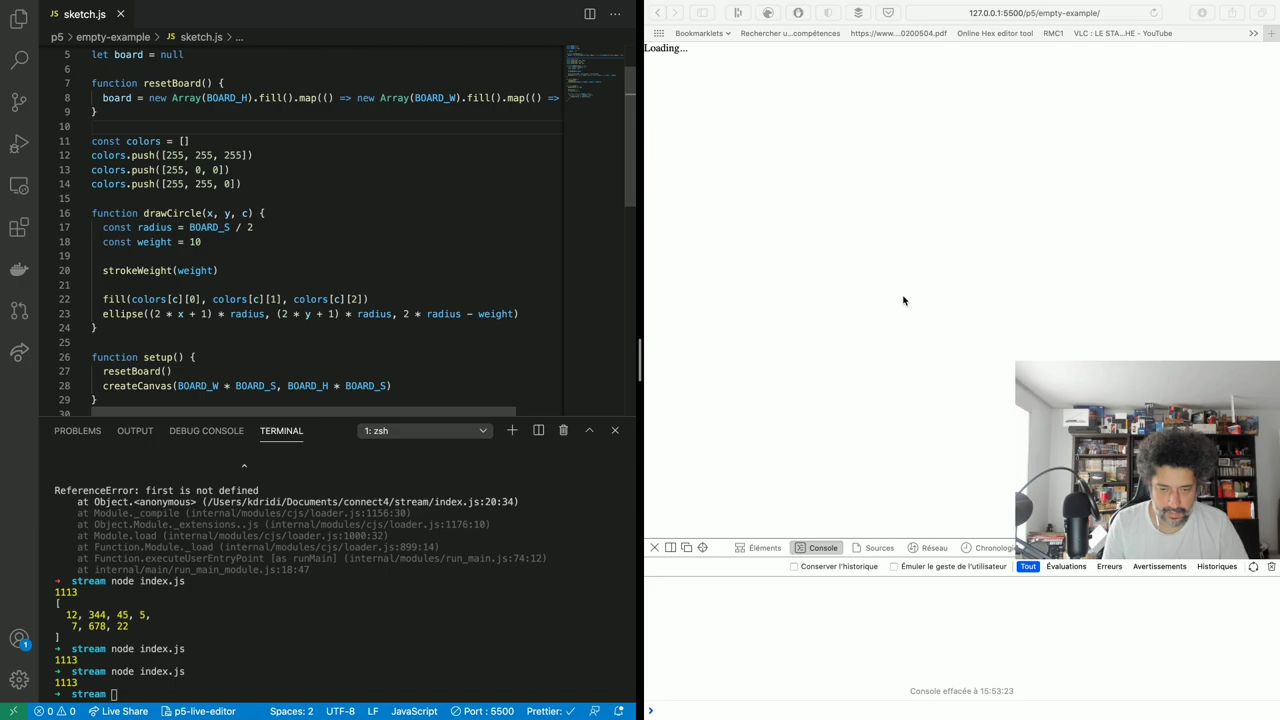 sketch.js
127.0.0.1:5500/p5/empty-example/
p5 > empty-example > JS sketch.js > ...
Bookmarklets
Rechercher u...compétences
https://www....0200504.pdf
Online Hex editor tool
RMC1
VLC : LE STA...HE - YouTube
Loading...
5 let board = null
6
7 function resetBoard() {
8 board = new Array(BOARD_H).fill().map(() => new Array(BOARD_W).fill().map(() =>
9 }
10
11 const colors = []
12 colors.push([255, 255, 255])
13 colors.push([255, 0, 0])
14 colors.push([255, 255, 0])
15
16 function drawCircle(x, y, c) {
17 const radius = BOARD_S / 2
18 const weight = 10
19
20 strokeWeight(weight)
21
22 fill(colors[c][0], colors[c][1], colors[c][2])
23 ellipse((2 * x + 1) * radius, (2 * y + 1) * radius, 2 * radius - weight)
24 }
25
26 function setup() {
27 resetBoard()
28 createCanvas(BOARD_W * BOARD_S, BOARD_H * BOARD_S)
29 }
30
PROBLEMS OUTPUT DEBUG CONSOLE TERMINAL 1: zsh
^
ReferenceError: first is not defined
at Object.<anonymous> (/Users/kdridi/Documents/connect4/stream/index.js:20:34)
at Module._compile (internal/modules/cjs/loader.js:1156:30)
at Object.Module._extensions..js (internal/modules/cjs/loader.js:1176:10)
at Module.load (internal/modules/cjs/loader.js:1000:32)
at Function.Module._load (internal/modules/cjs/loader.js:899:14)
at Function.executeUserEntryPoint [as runMain] (internal/modules/run_main.js:74:12)
at internal/main/run_main_module.js:18:47
→ stream node index.js
1113
[
12, 344, 45, 5,
7, 678, 22
]
→ stream node index.js
1113
→ stream node index.js
1113
→ stream
Éléments Console Sources Réseau Chronologi
Conserver l'historique Émuler le geste de l'utilisateur Tout Évaluations Erreurs Avertissements Historiques
Console effacée à 15:53:23
1
0 0 Live Share p5-live-editor Spaces: 2 UTF-8 LF JavaScript Port : 5500 Prettier: ✓